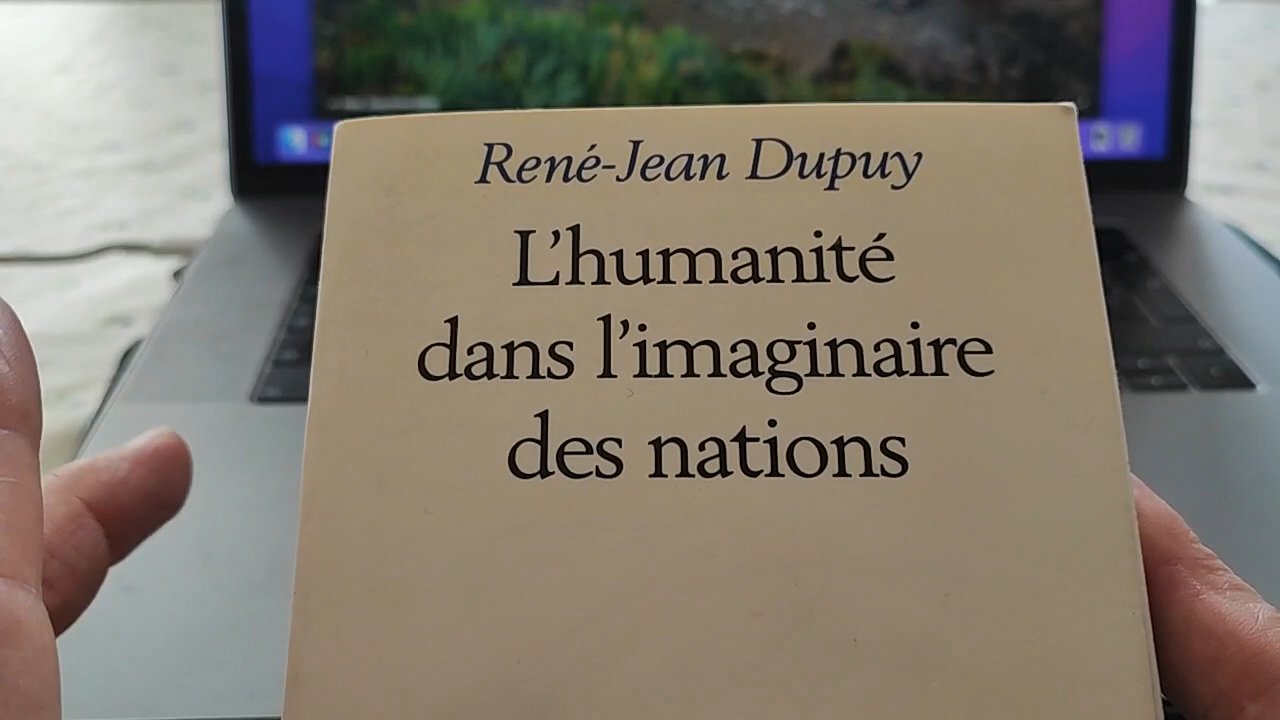 René-Jean Dupuy
L’humanité
dans l’imaginaire
des nations